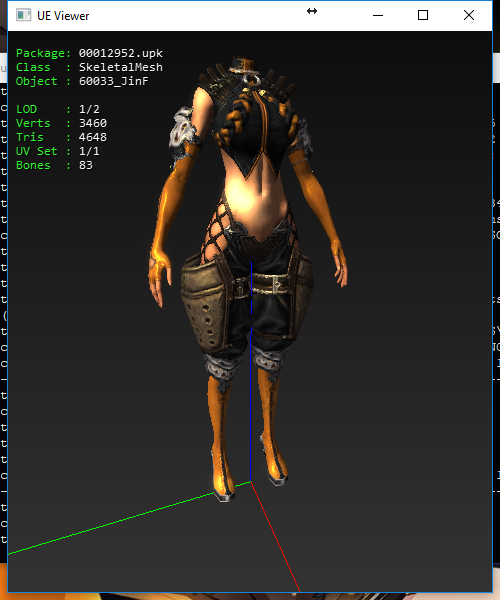 UE Viewer
Package: 00012952.upk
Class : SkeletalMesh
Object : 60033_JinF
LOD : 1/2
Verts : 3460
Tris : 4648
UV Set : 1/1
Bones : 83